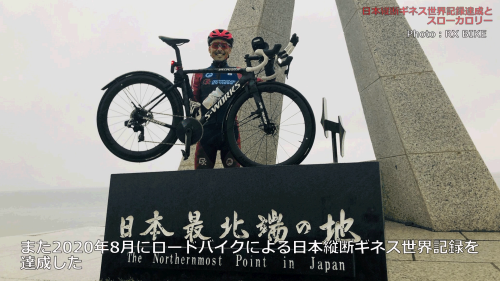 日本縦断ギネス世界記録達成と
スローカロリー
Photo : RX BIKE
S-WORKS
日本最北端の地
The Northernmost Point in Japan
また2020年8月にロードバイクによる日本縦断ギネス世界記録を
達成した